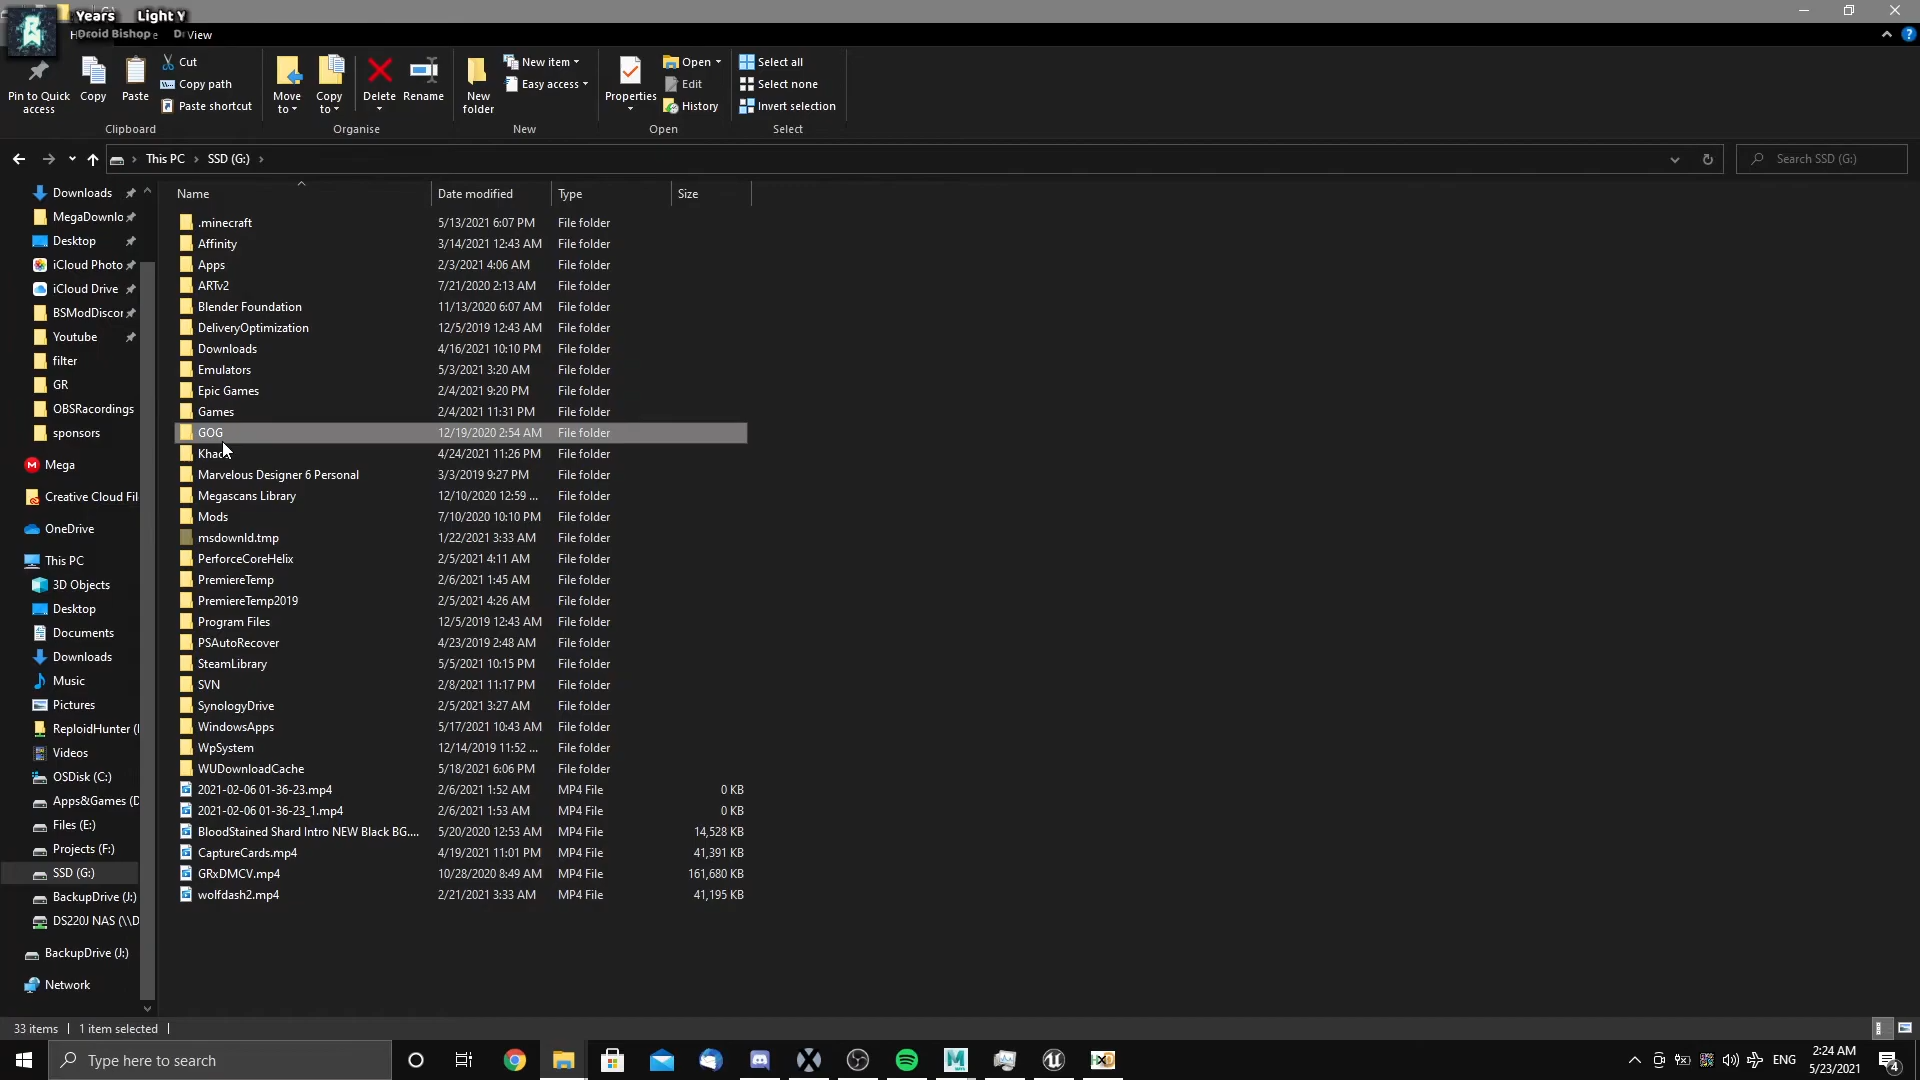 Years Light Y
Droid Bishop
View
Pin to Quick access
Copy
Paste
Cut
Copy path
Paste shortcut
Clipboard
Move to
Copy to
Delete
Rename
Organise
New folder
New item
Easy access
New
Properties
Open
Edit
History
Open
Select all
Select none
Invert selection
Select
This PC > SSD (G:) >
Search SSD (G:)
Name Date modified Type Size
Downloads
MegaDownlo
Desktop
iCloud Photo
iCloud Drive
BSModDiscor
Youtube
filter
GR
OBSRacordings
sponsors
Mega
Creative Cloud Fil
OneDrive
This PC
3D Objects
Desktop
Documents
Downloads
Music
Pictures
ReploidHunter (
Videos
OSDisk (C:)
Apps&Games (D
Files (E:)
Projects (F:)
SSD (G:)
BackupDrive (J:)
DS220J NAS (\\D
BackupDrive (J:)
Network
.minecraft 5/13/2021 6:07 PM File folder
Affinity 3/14/2021 12:43 AM File folder
Apps 2/3/2021 4:06 AM File folder
ARTv2 7/21/2020 2:13 AM File folder
Blender Foundation 11/13/2020 6:07 AM File folder
DeliveryOptimization 12/5/2019 12:43 AM File folder
Downloads 4/16/2021 10:10 PM File folder
Emulators 5/3/2021 3:20 AM File folder
Epic Games 2/4/2021 9:20 PM File folder
Games 2/4/2021 11:31 PM File folder
GOG 12/19/2020 2:54 AM File folder
4/24/2021 11:26 PM File folder
Marvelous Designer 6 Personal 3/3/2019 9:27 PM File folder
Megascans Library 12/10/2020 12:59 ... File folder
Mods 7/10/2020 10:10 PM File folder
msdownld.tmp 1/22/2021 3:33 AM File folder
PerforceCoreHelix 2/5/2021 4:11 AM File folder
PremiereTemp 2/6/2021 1:45 AM File folder
PremiereTemp2019 2/5/2021 4:26 AM File folder
Program Files 12/5/2019 12:43 AM File folder
PSAutoRecover 4/23/2019 2:48 AM File folder
SteamLibrary 5/5/2021 10:15 PM File folder
SVN 2/8/2021 11:17 PM File folder
SynologyDrive 2/5/2021 3:27 AM File folder
WindowsApps 5/17/2021 10:43 AM File folder
WpSystem 12/14/2019 11:52 ... File folder
WUDownloadCache 5/18/2021 6:06 PM File folder
2021-02-06 01-36-23.mp4 2/6/2021 1:52 AM MP4 File 0 KB
2021-02-06 01-36-23_1.mp4 2/6/2021 1:53 AM MP4 File 0 KB
BloodStained Shard Intro NEW Black BG.... 5/20/2020 12:53 AM MP4 File 14,528 KB
CaptureCards.mp4 4/19/2021 11:01 PM MP4 File 41,391 KB
GRxDMCV.mp4 10/28/2020 8:49 AM MP4 File 161,680 KB
wolfdash2.mp4 2/21/2021 3:33 AM MP4 File 41,195 KB
33 items 1 item selected
Type here to search
ENG
2:24 AM
5/23/2021
4